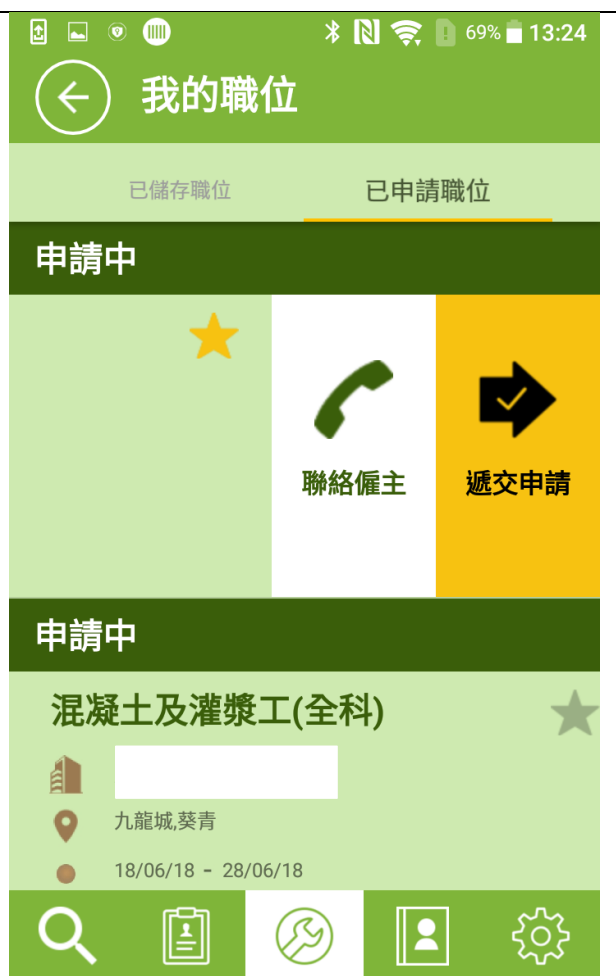 69% 13:24
我的職位
已儲存職位 已申請職位
申請中
聯絡僱主 遞交申請
申請中
混凝土及灌漿工(全科)
九龍城,葵青
18/06/18 - 28/06/18